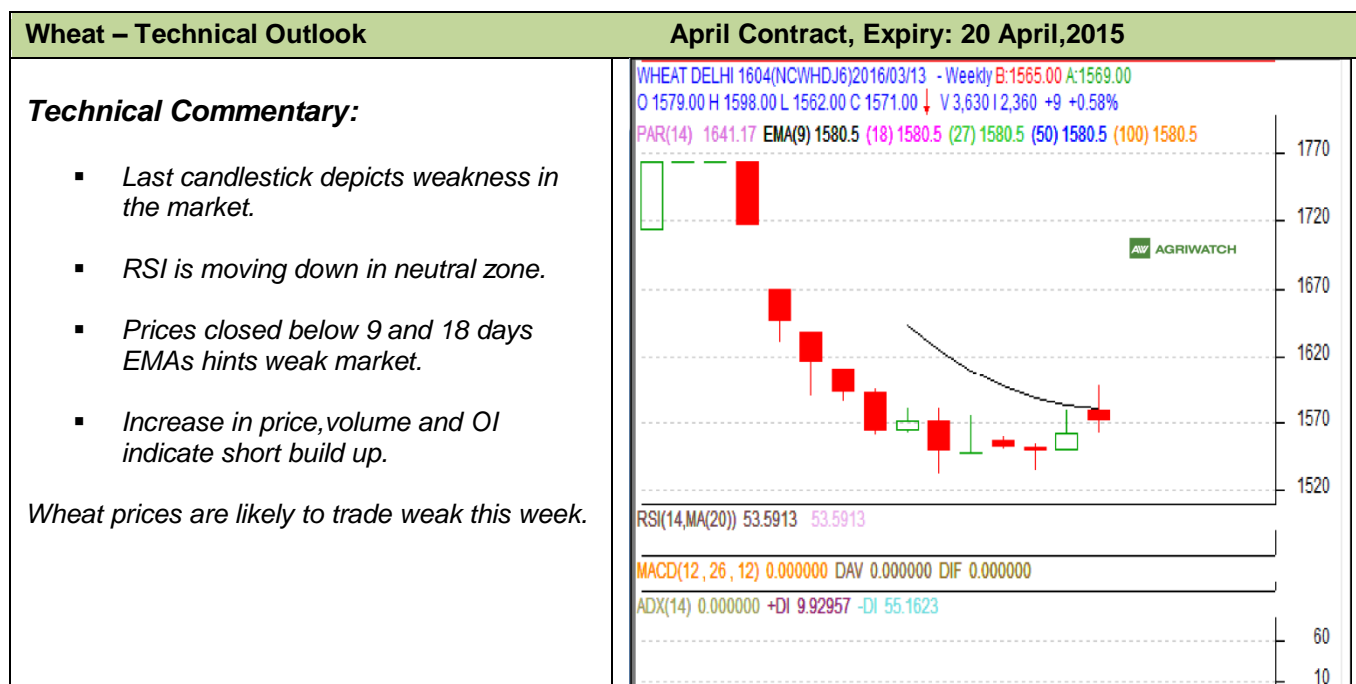 Wheat – Technical Outlook
April Contract, Expiry: 20 April,2015
Technical Commentary:
▪ Last candlestick depicts weakness in
the market.
▪ RSI is moving down in neutral zone.
▪ Prices closed below 9 and 18 days
EMAs hints weak market.
▪ Increase in price,volume and OI
indicate short build up.
Wheat prices are likely to trade weak this week.
WHEAT DELHI 1604(NCWHDJ6)2016/03/13 - Weekly B:1565.00 A:1569.00
O 1579.00 H 1598.00 L 1562.00 C 1571.00 ↓ V 3,630 I 2,360 +9 +0.58%
PAR(14) 1641.17 EMA(9) 1580.5 (18) 1580.5 (27) 1580.5 (50) 1580.5 (100) 1580.5
1770
1720
AW AGRIWATCH
1670
1620
1570
1520
RSI(14,MA(20)) 53.5913 53.5913
MACD(12 , 26 , 12) 0.000000 DAV 0.000000 DIF 0.000000
ADX(14) 0.000000 +DI 9.92957 -DI 55.1623
60
10